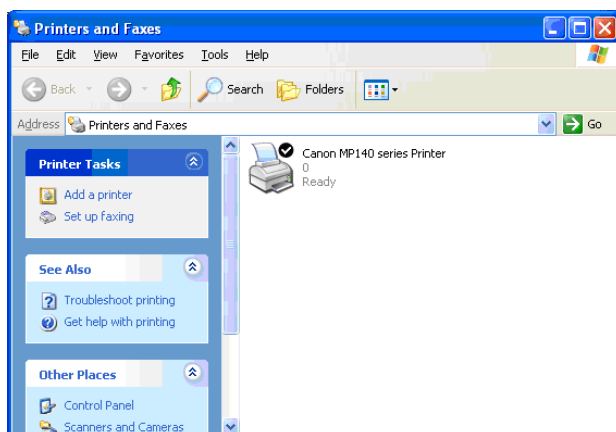 Printers and Faxes
File Edit View Favorites Tools Help
Back Search Folders
Address Printers and Faxes Go
Printer Tasks
Add a printer
Set up faxing
See Also
Troubleshoot printing
Get help with printing
Other Places
Control Panel
Scanners and Cameras
Canon MP140 series Printer
0
Ready